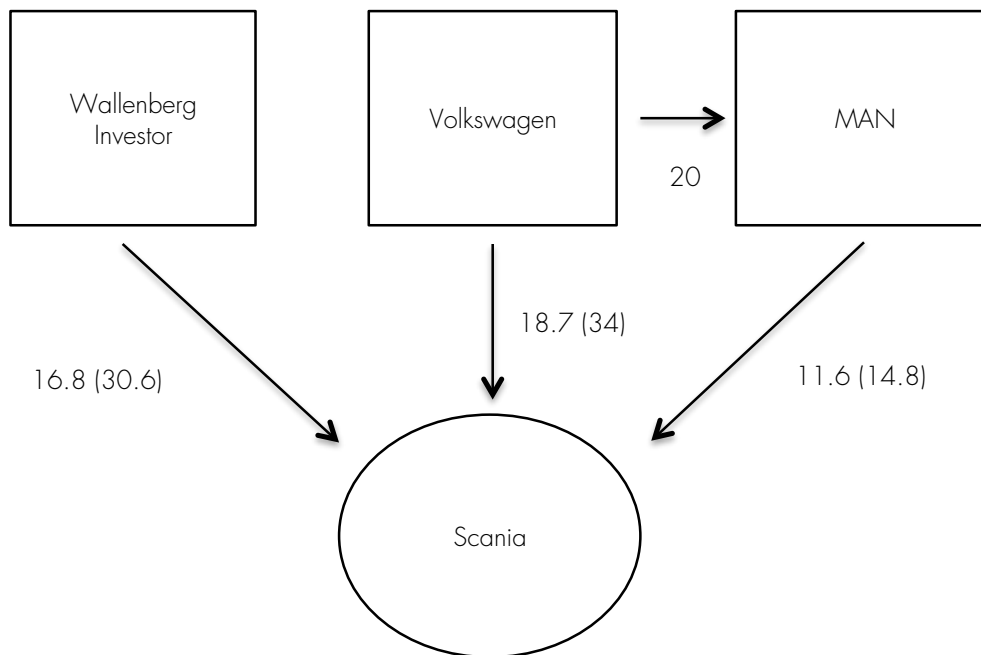 Wallenberg
Investor
Volkswagen
MAN
20
18.7 (34)
16.8 (30.6)
11.6 (14.8)
Scania